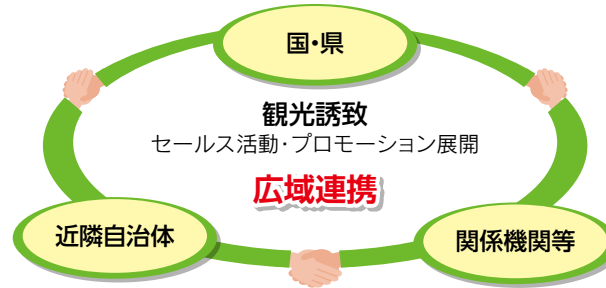 国・県
観光誘致
セールス活動・プロモーション展開
広域連携
近隣自治体
関係機関等